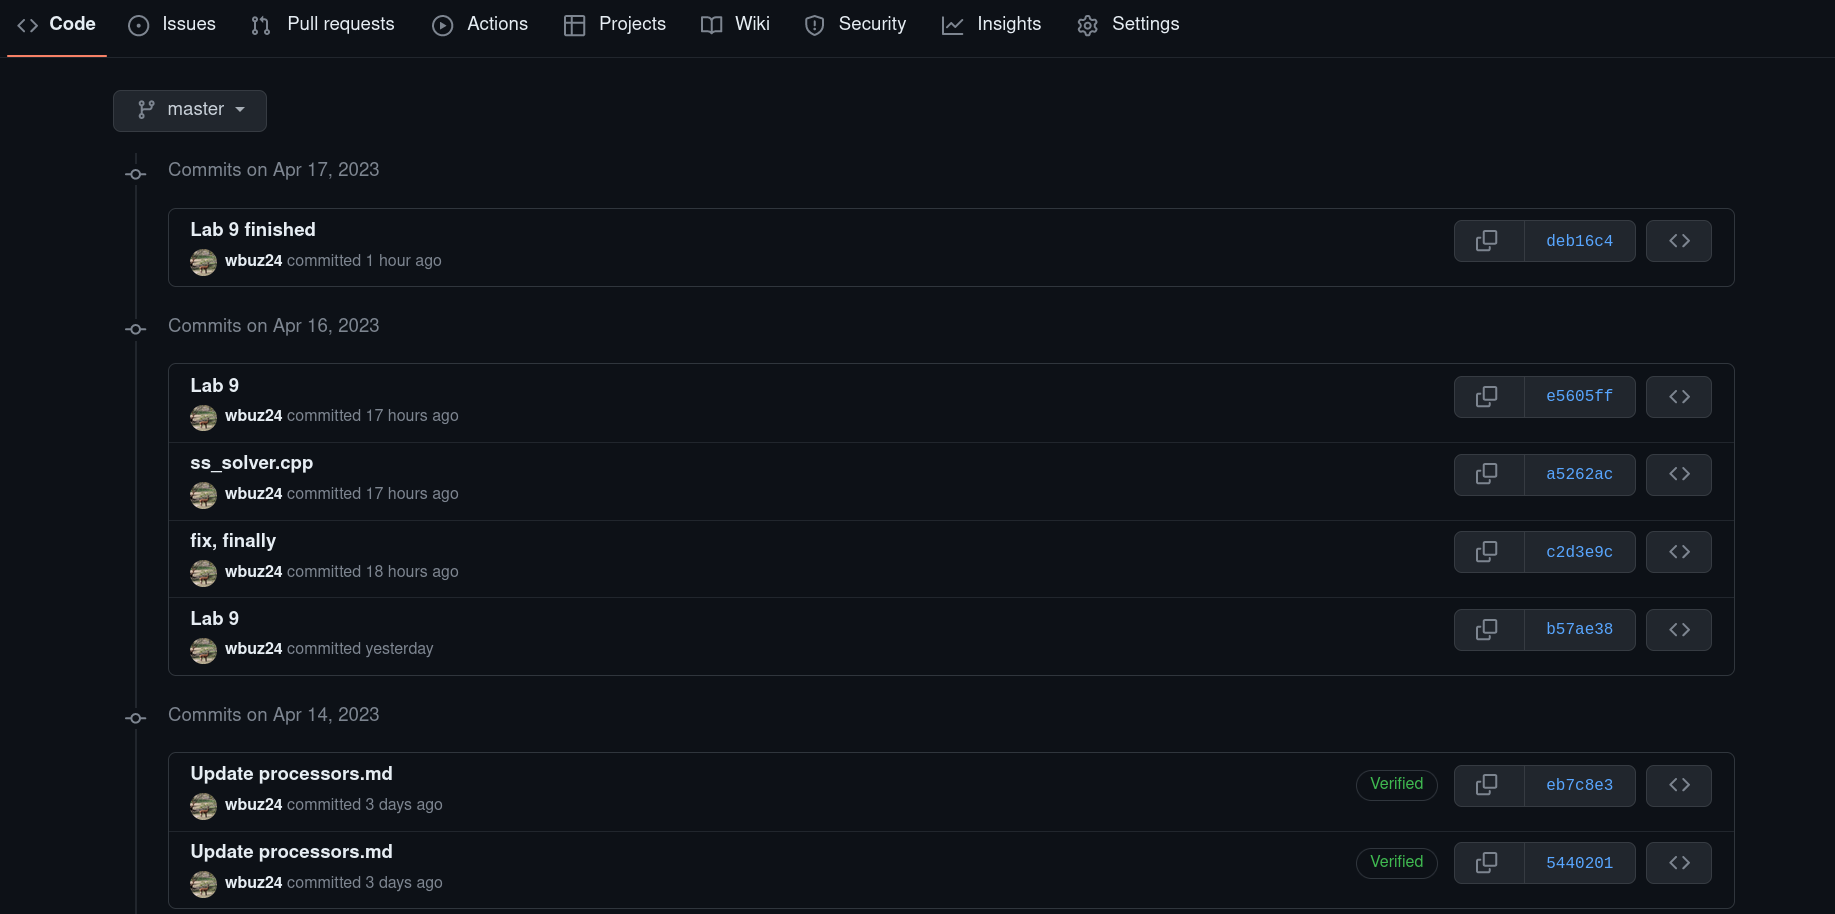 Code Issues Pull requests Actions Projects Wiki Security Insights Settings
master
Commits on Apr 17, 2023
Lab 9 finished
wbuz24 committed 1 hour ago
deb16c4
Commits on Apr 16, 2023
Lab 9
wbuz24 committed 17 hours ago
e5605ff
ss_solver.cpp
wbuz24 committed 17 hours ago
a5262ac
fix, finally
wbuz24 committed 18 hours ago
c2d3e9c
Lab 9
wbuz24 committed yesterday
b57ae38
Commits on Apr 14, 2023
Update processors.md
wbuz24 committed 3 days ago
Verified
eb7c8e3
Update processors.md
wbuz24 committed 3 days ago
Verified
5440201